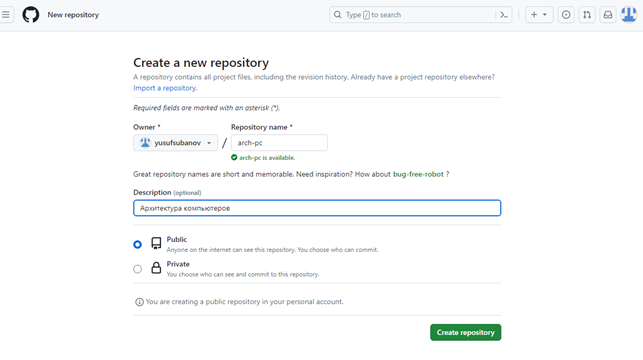 New repository
Type / to search
Create a new repository
A repository contains all project files, including the revision history. Already have a project repository elsewhere?
Import a repository.
Required fields are marked with an asterisk (*).
Owner * Repository name *
yusufsubanov / arch-pc
arch-pc is available.
Great repository names are short and memorable. Need inspiration? How about bug-free-robot ?
Description (optional)
Архитектура компьютеров
Public
Anyone on the internet can see this repository. You choose who can commit.
Private
You choose who can see and commit to this repository.
You are creating a public repository in your personal account.
Create repository